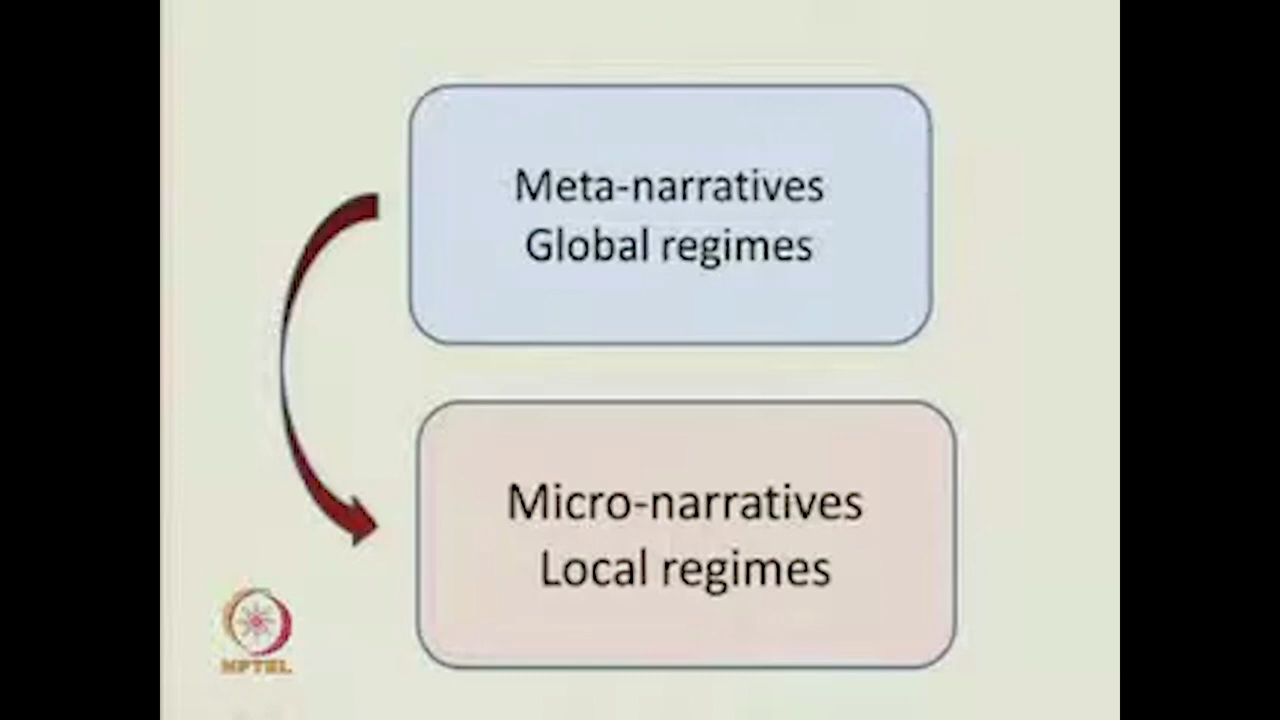 Meta-narratives
Global regimes
Micro-narratives
Local regimes
NPTEL